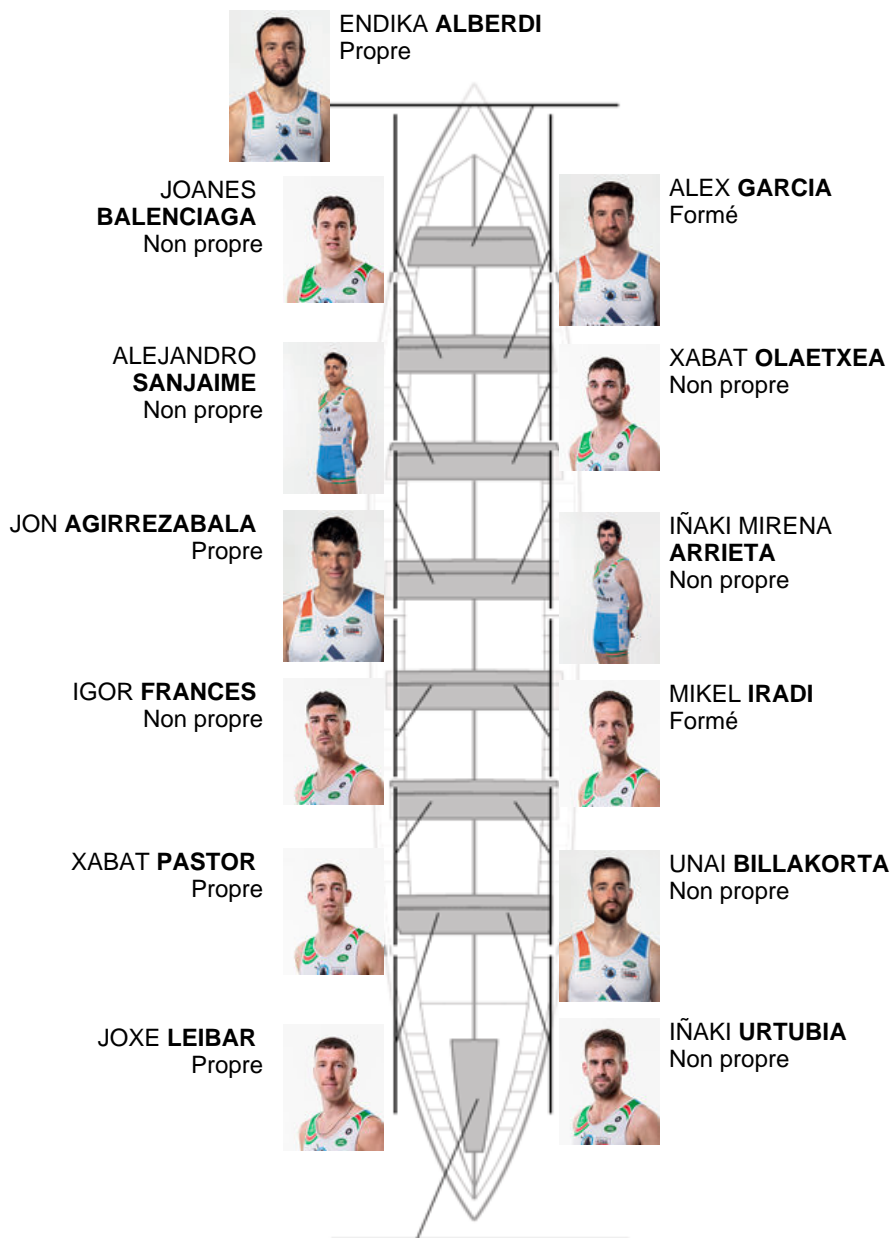 ENDIKA ALBERDI
Propre
JOANES
BALENCIAGA
Non propre
ALEX GARCIA
Formé
ALEJANDRO
SANJAIME
Non propre
XABAT OLAETXEA
Non propre
JON AGIRREZABALA
Propre
IÑAKI MIRENA
ARRIETA
Non propre
IGOR FRANCES
Non propre
MIKEL IRADI
Formé
XABAT PASTOR
Propre
UNAI BILLAKORTA
Non propre
JOXE LEIBAR
Propre
IÑAKI URTUBIA
Non propre